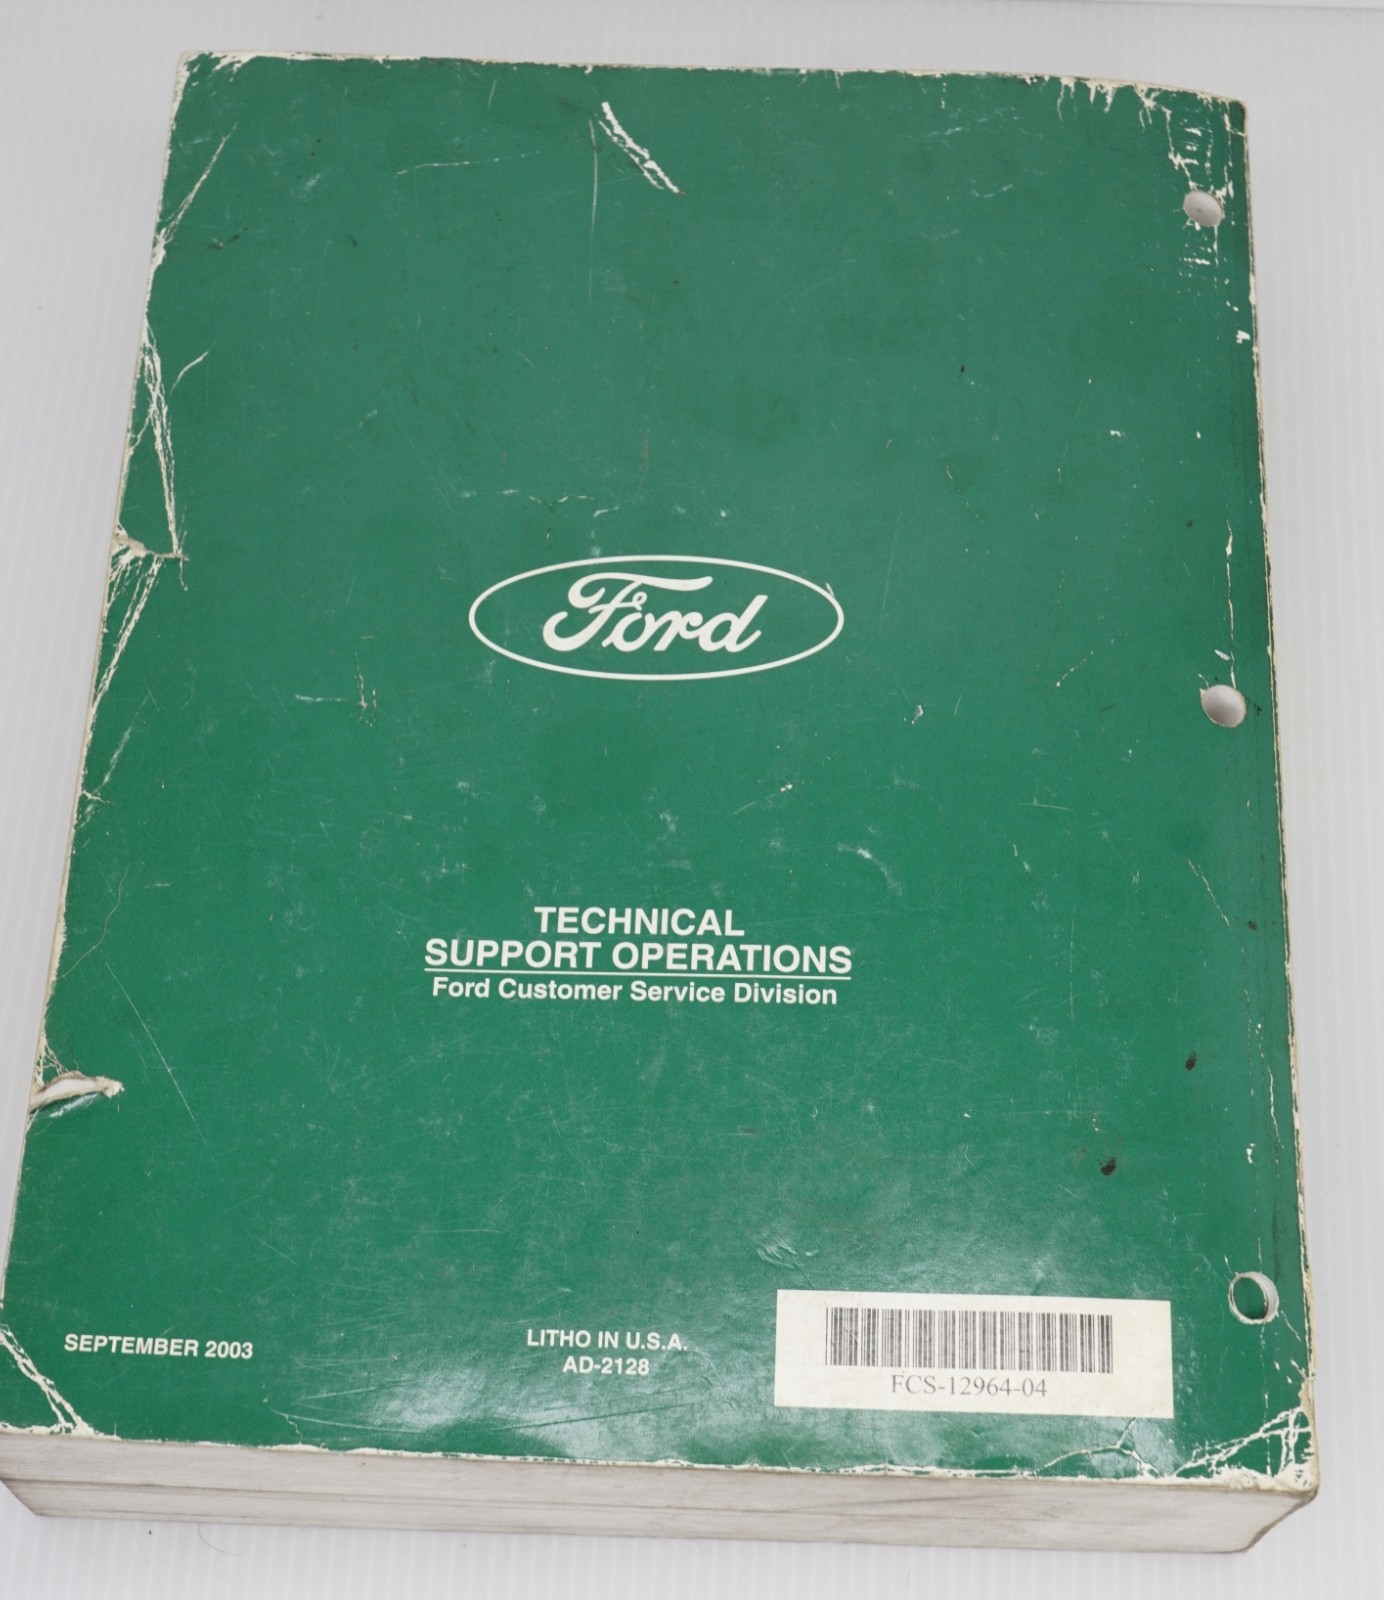 Ford
TECHNICAL
SUPPORT OPERATIONS
Ford Customer Service Division
SEPTEMBER 2003
LITHO IN U.S.A.
AD-2128
FCS-12964-04